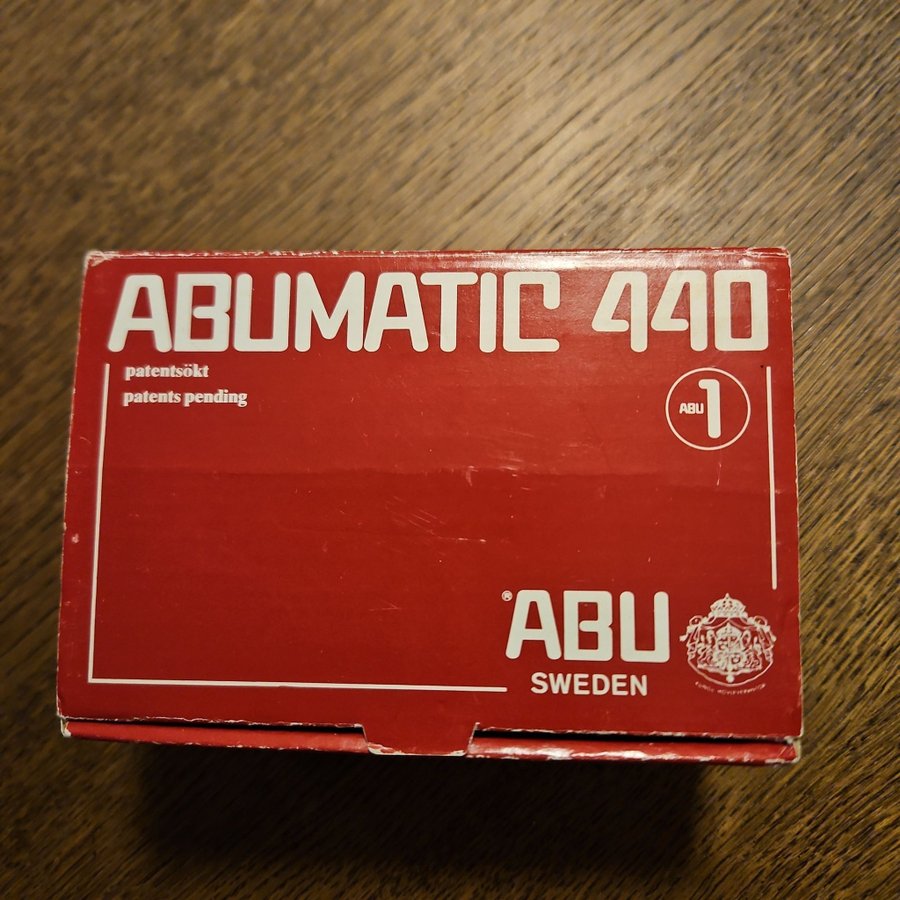 ABUMATIC 440
patentsökt
patents pending
ABU 1
® ABU
SWEDEN